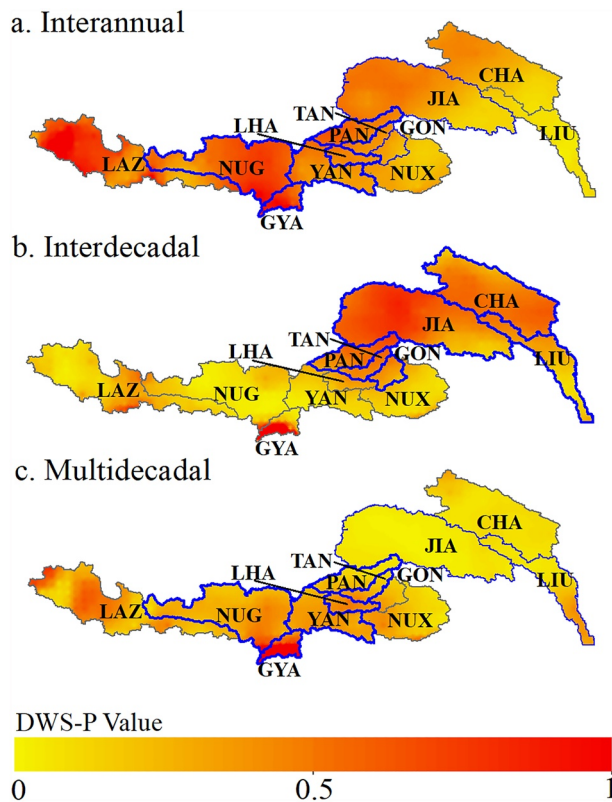 a. Interannual
CHA
JIA
TAN
LHA
PAN
GON
LIU
LAZ
NUG
YAN
NUX
GYA
b. Interdecadal
CHA
TAN
JIA
LHA
PAN
GON
LIU
LAZ
NUG
YAN
NUX
GYA
c. Multidecadal
CHA
JIA
TAN
LHA
PAN
GON
LIU
LAZ
NUG
YAN
NUX
GYA
DWS-P Value
0 0.5 1